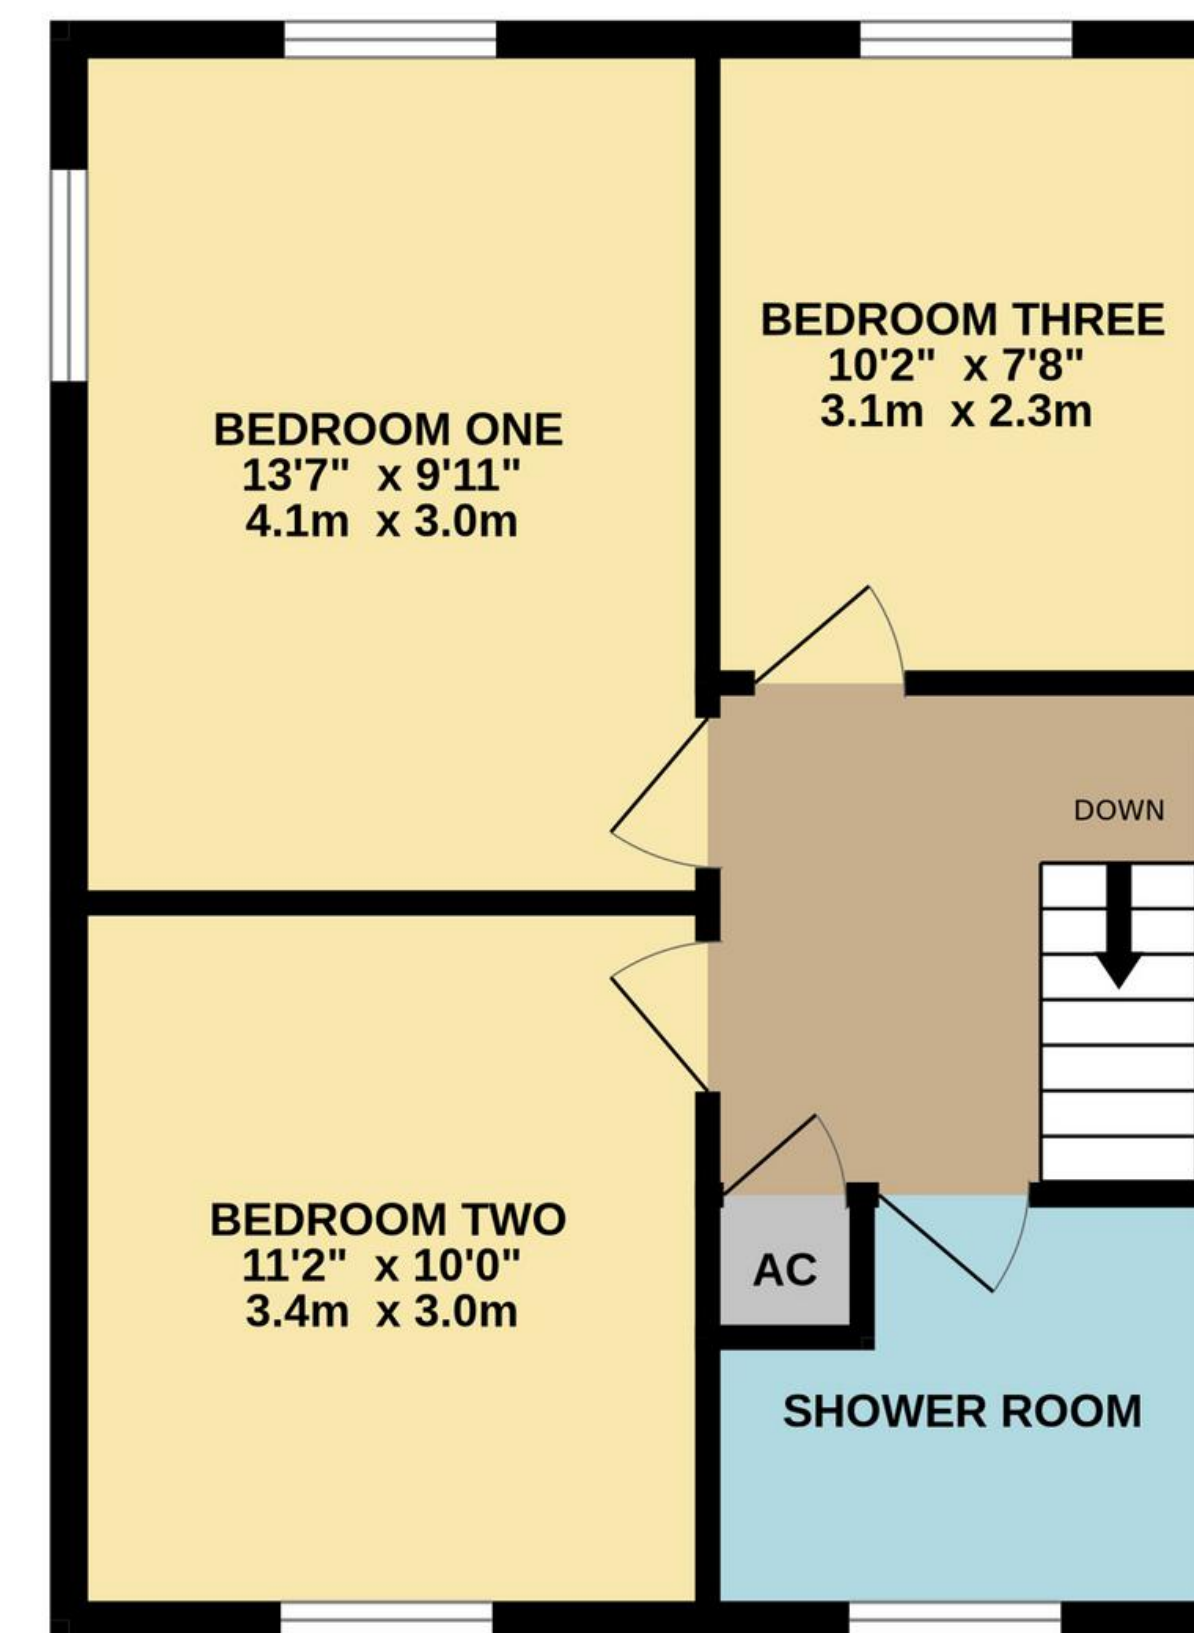 BEDROOM ONE
13'7" x 9'11"
4.1m x 3.0m
BEDROOM THREE
10'2" x 7'8"
3.1m x 2.3m
DOWN
BEDROOM TWO
11'2" x 10'0"
3.4m x 3.0m
AC
SHOWER ROOM